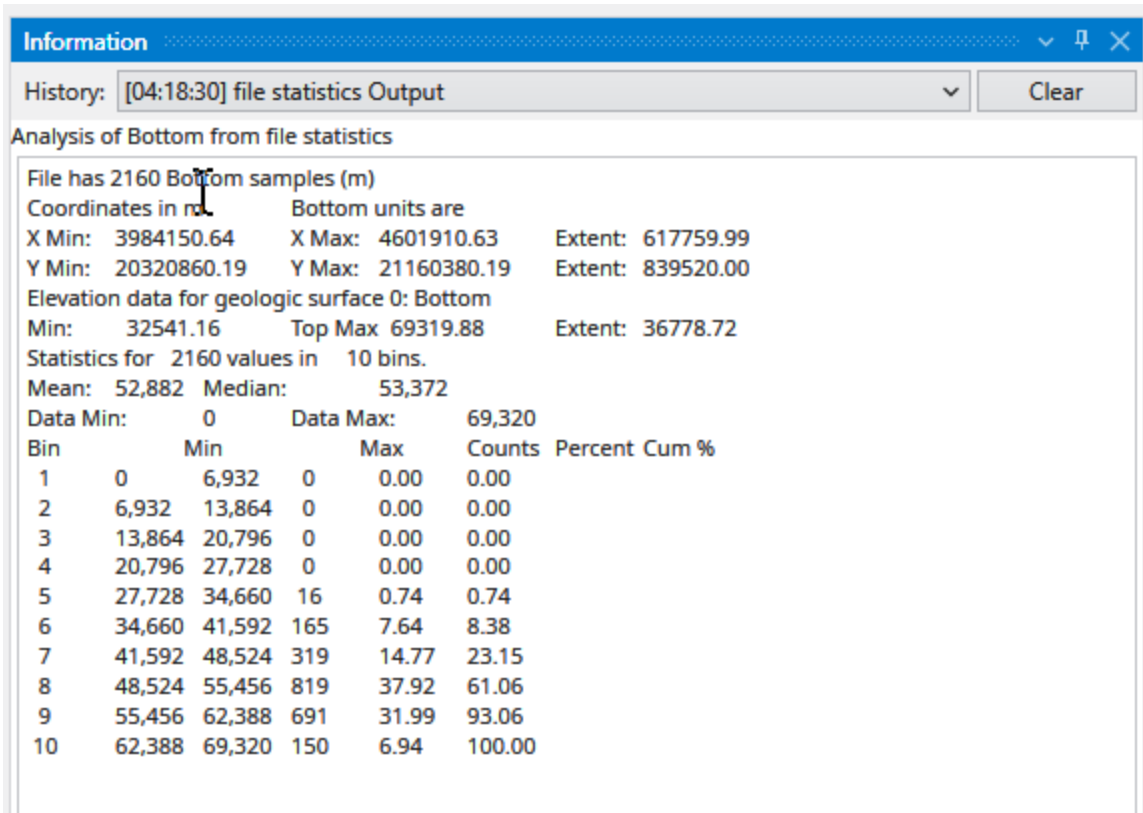 Information
History: [04:18:30] file statistics Output Clear
Analysis of Bottom from file statistics
File has 2160 Bottom samples (m)
Coordinates in m Bottom units are
X Min: 3984150.64 X Max: 4601910.63 Extent: 617759.99
Y Min: 20320860.19 Y Max: 21160380.19 Extent: 839520.00
Elevation data for geologic surface 0: Bottom
Min: 32541.16 Top Max 69319.88 Extent: 36778.72
Statistics for 2160 values in 10 bins.
Mean: 52,882 Median: 53,372
Data Min: 0 Data Max: 69,320
Bin Min Max Counts Percent Cum %
1 0 6,932 0 0.00 0.00
2 6,932 13,864 0 0.00 0.00
3 13,864 20,796 0 0.00 0.00
4 20,796 27,728 0 0.00 0.00
5 27,728 34,660 16 0.74 0.74
6 34,660 41,592 165 7.64 8.38
7 41,592 48,524 319 14.77 23.15
8 48,524 55,456 819 37.92 61.06
9 55,456 62,388 691 31.99 93.06
10 62,388 69,320 150 6.94 100.00